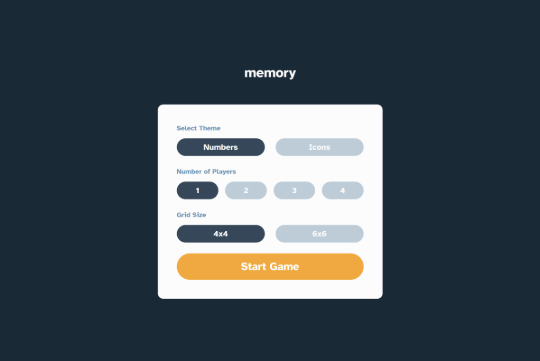 memory
Select Theme
Numbers Icons
Number of Players
1 2 3 4
Grid Size
4x4 6x6
Start Game